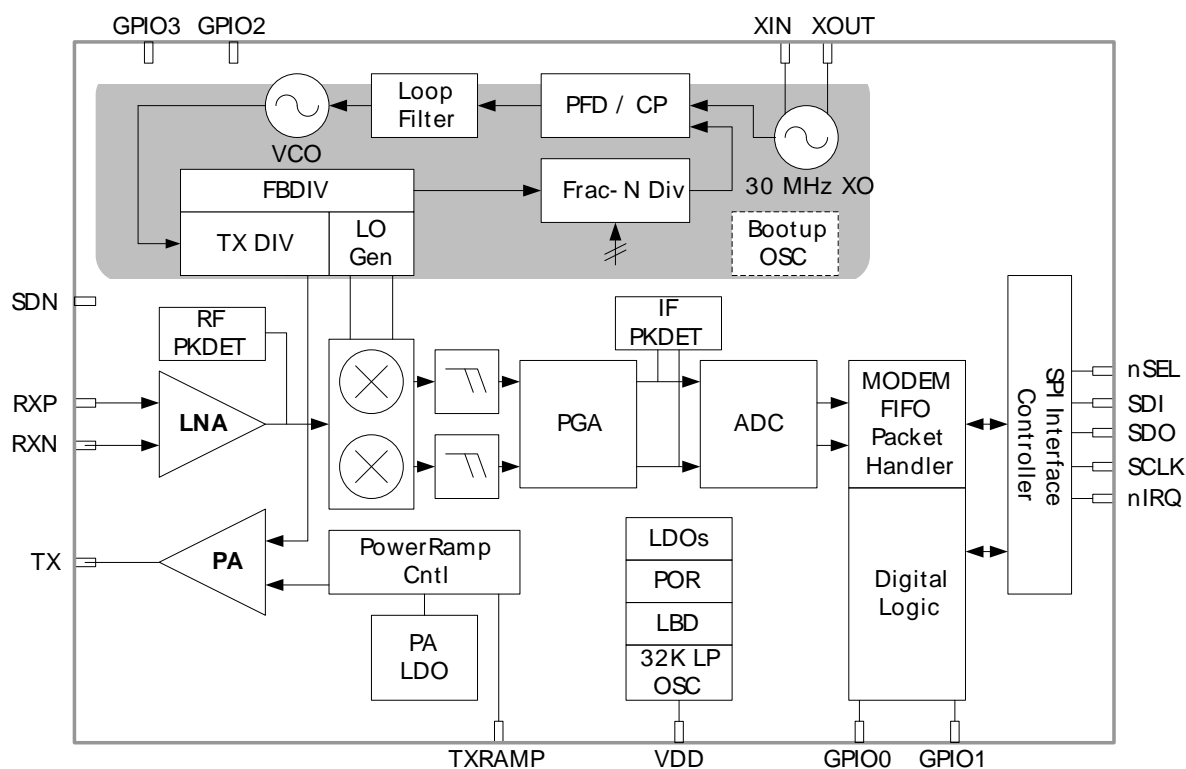 GPIO3
GPIO2
XIN
XOUT
Loop
Filter
PFD / CP
VCO
30 MHz XO
FBDIV
Frac-N Div
TX DIV
LO
Gen
Bootup
OSC
SDN
RF
PKDET
IF
PKDET
RXP
RXN
LNA
PGA
ADC
MODEM
FIFO
Packet
Handler
SPI Interface
Controller
nSEL
SDI
SDO
SCLK
nIRQ
TX
PA
PowerRamp
Cntl
PA
LDO
LDOs
POR
LBD
32K LP
OSC
Digital
Logic
TXRAMP
VDD
GPIO0
GPIO1